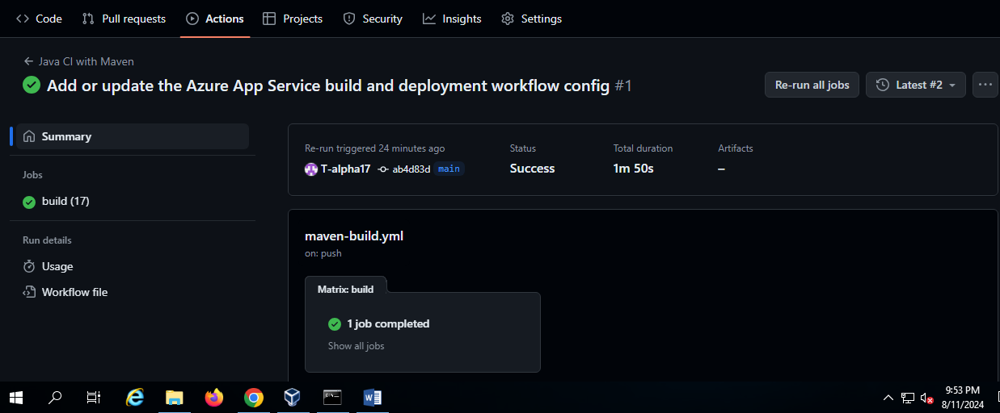 Code Pull requests Actions Projects Security Insights Settings
Java CI with Maven
Add or update the Azure App Service build and deployment workflow config #1
Re-run all jobs Latest #2
Summary
Jobs
build (17)
Run details
Usage
Workflow file
Re-run triggered 24 minutes ago Status Total duration Artifacts
T-alpha17 ab4d83d main Success 1m 50s –
maven-build.yml
on: push
Matrix: build
1 job completed
Show all jobs
9:53 PM
8/11/2024